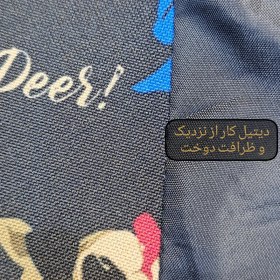 Deer!
دیتیل کار از نزدیک
و ظرافت دوخت